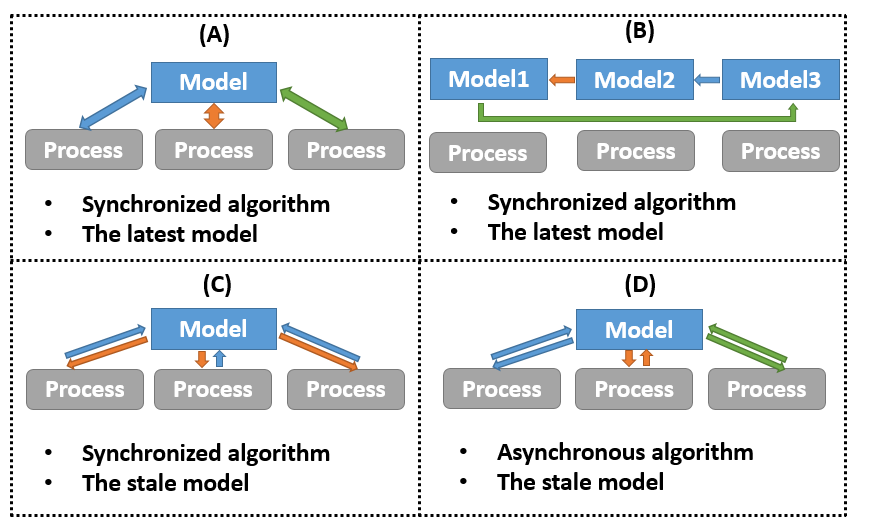 (A)
Model
Process Process Process
• Synchronized algorithm
• The latest model
(B)
Model1 Model2 Model3
Process Process Process
• Synchronized algorithm
• The latest model
(C)
Model
Process Process Process
• Synchronized algorithm
• The stale model
(D)
Model
Process Process Process
• Asynchronous algorithm
• The stale model